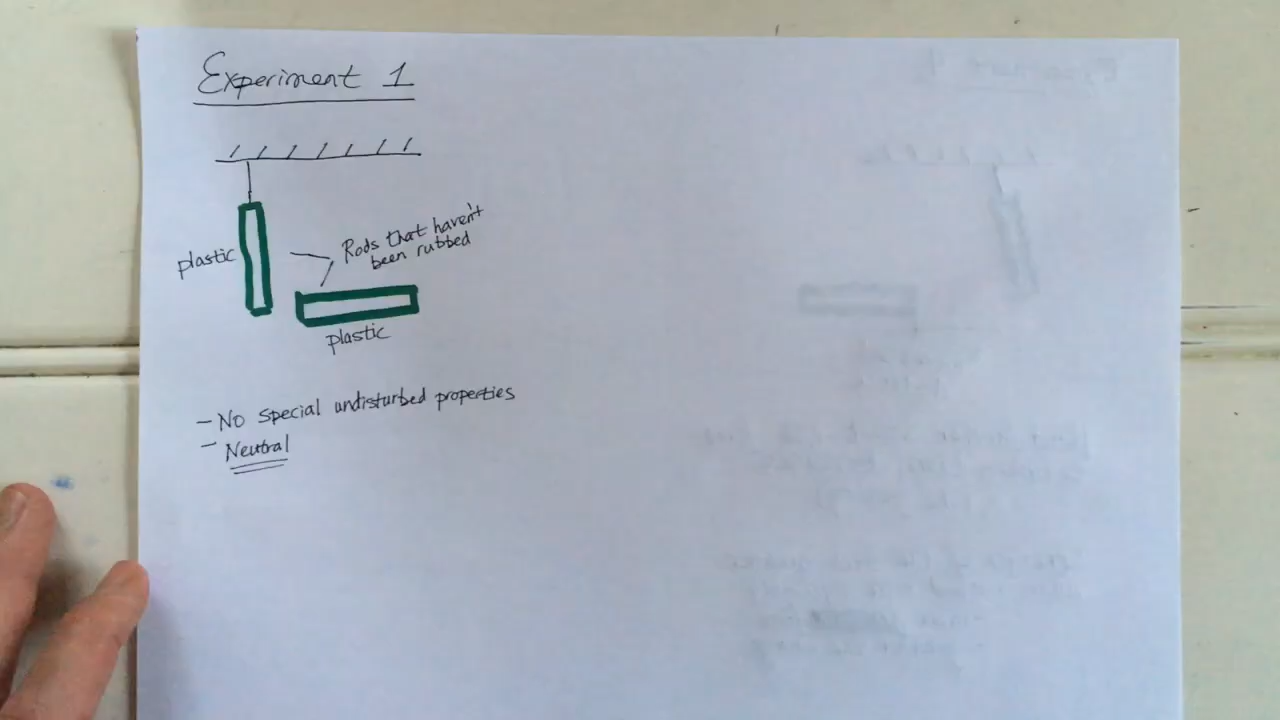 Experiment 1
plastic
Rods that haven't
been rubbed
plastic
- No special undisturbed properties
- Neutral